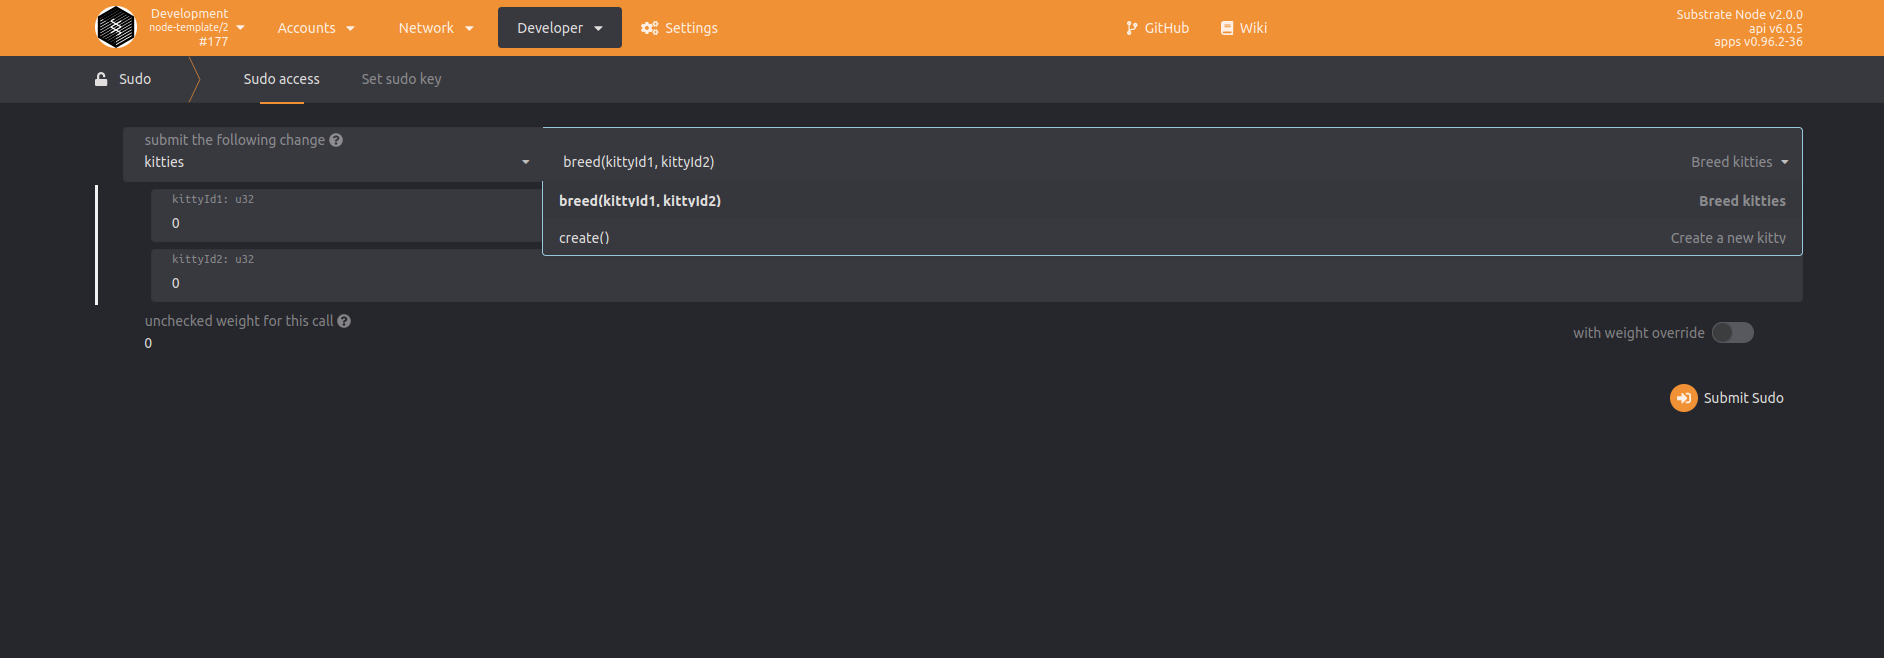 Development
node-template/2
#177
Accounts
Network
Developer
Settings
GitHub
Wiki
Substrate Node v2.0.0
api v6.0.5
apps v0.96.2-36
Sudo
Sudo access
Set sudo key
submit the following change
kitties
breed(kittyId1, kittyId2)
Breed kitties
breed(kittyId1, kittyId2)
Breed kitties
create()
Create a new kitty
kittyId1: u32
0
kittyId2: u32
0
unchecked weight for this call
0
with weight override
Submit Sudo